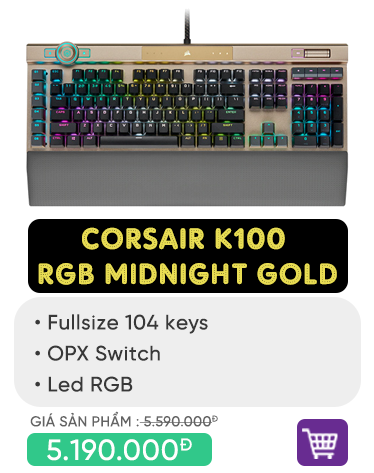 CORSAIR K100
RGB MIDNIGHT GOLD
• Fullsize 104 keys
• OPX Switch
• Led RGB
GIÁ SẢN PHẨM : 5.590.000Đ
5.190.000Đ